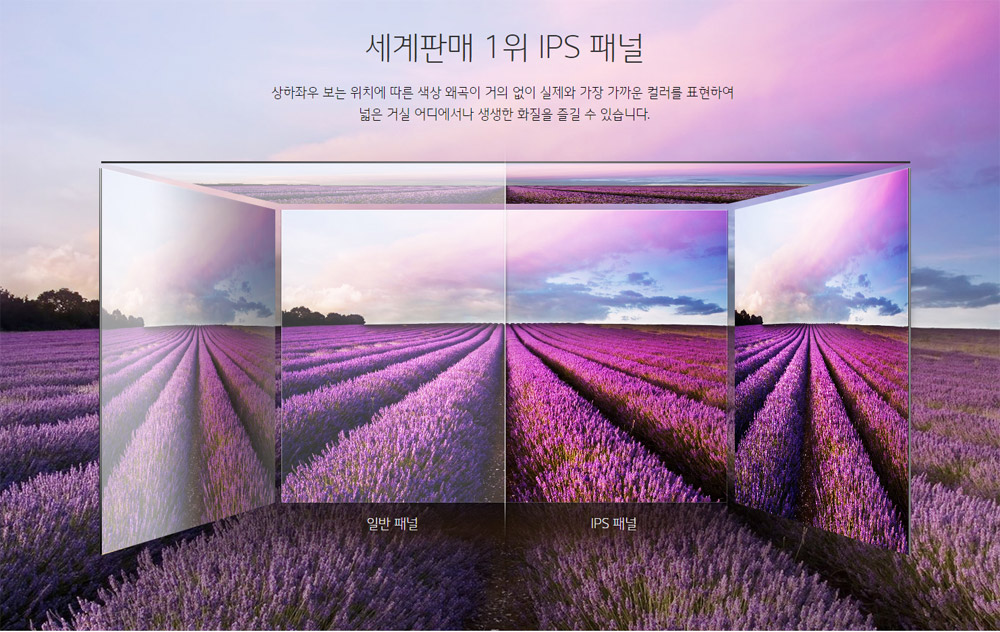 세계판매 1위 IPS 패널
상하좌우 보는 위치에 따른 색상 왜곡이 거의 없이 실제와 가장 가까운 컬러를 표현하여
넓은 거실 어디에서나 생생한 화질을 즐길 수 있습니다.
일반 패널
IPS 패널